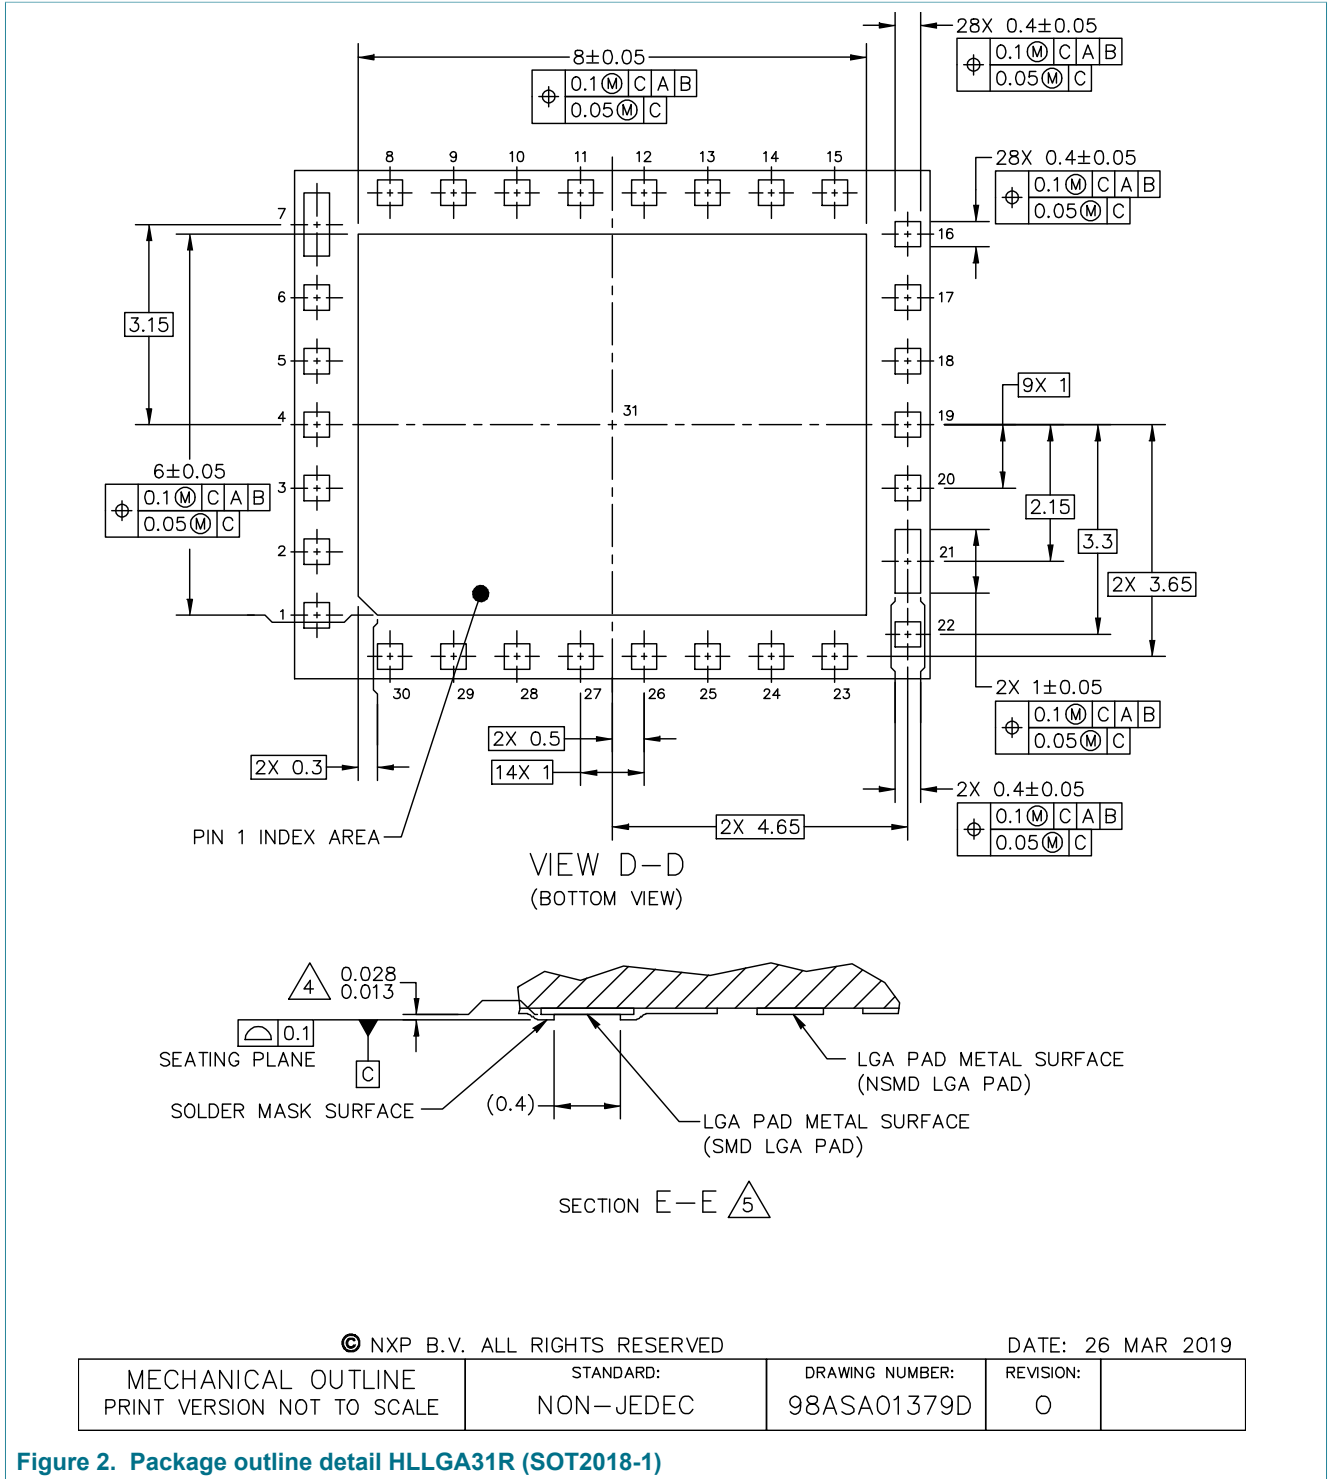 28X 0.4±0.05
⌖ 0.1Ⓜ C A B
0.05Ⓜ C
8±0.05
⌖ 0.1Ⓜ C A B
0.05Ⓜ C
28X 0.4±0.05
⌖ 0.1Ⓜ C A B
0.05Ⓜ C
8 9 10 11 12 13 14 15
7
16
6
17
3.15
5
18
9X 1
4
31
19
6±0.05
⌖ 0.1Ⓜ C A B
0.05Ⓜ C
3
20
2.15
2
21
3.3
2X 3.65
1
22
30 29 28 27 26 25 24 23
2X 1±0.05
⌖ 0.1Ⓜ C A B
0.05Ⓜ C
2X 0.5
2X 0.3
14X 1
2X 0.4±0.05
⌖ 0.1Ⓜ C A B
0.05Ⓜ C
2X 4.65
PIN 1 INDEX AREA
VIEW D-D
(BOTTOM VIEW)
4
0.028
0.013
⌓ 0.1
SEATING PLANE
C
SOLDER MASK SURFACE
(0.4)
LGA PAD METAL SURFACE
(NSMD LGA PAD)
LGA PAD METAL SURFACE
(SMD LGA PAD)
SECTION E-E 5
© NXP B.V. ALL RIGHTS RESERVED
DATE: 26 MAR 2019
MECHANICAL OUTLINE
PRINT VERSION NOT TO SCALE
STANDARD:
NON-JEDEC
DRAWING NUMBER:
98ASA01379D
REVISION:
O
Figure 2. Package outline detail HLLGA31R (SOT2018-1)